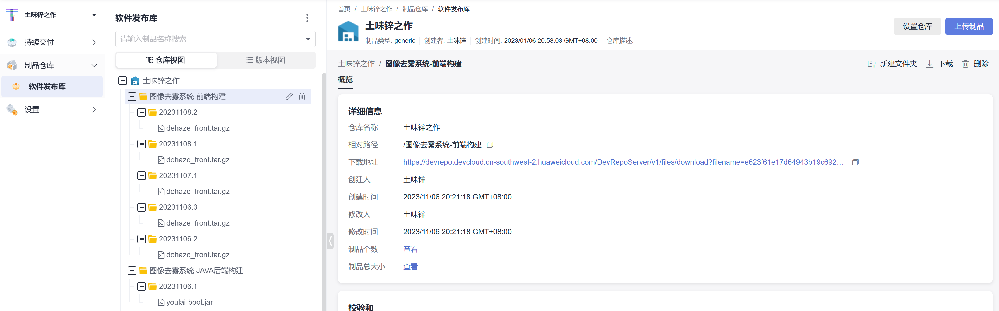 土味锌之作
持续交付
制品仓库
软件发布库
设置
软件发布库
请输入制品名称搜索
仓库视图
版本视图
土味锌之作
图像去雾系统-前端构建
20231108.2
dehaze_front.tar.gz
20231108.1
dehaze_front.tar.gz
20231107.1
dehaze_front.tar.gz
20231106.3
dehaze_front.tar.gz
20231106.2
dehaze_front.tar.gz
图像去雾系统-JAVA后端构建
20231106.1
youlai-boot.jar
首页 / 土味锌之作 / 制品仓库 / 软件发布库
土味锌之作
制品类型: generic 创建者: 土味锌 创建时间: 2023/01/06 20:53:03 GMT+08:00 仓库描述: --
设置仓库 上传制品
土味锌之作 / 图像去雾系统-前端构建
新建文件夹 下载 删除
概览
详细信息
仓库名称 土味锌之作
相对路径 /图像去雾系统-前端构建
下载地址 https://devrepo.devcloud.cn-southwest-2.huaweicloud.com/DevRepoServer/v1/files/download?filename=e623f61e17d64943b19c692...
创建人 土味锌
创建时间 2023/11/06 20:21:18 GMT+08:00
修改人 土味锌
修改时间 2023/11/06 20:21:18 GMT+08:00
制品个数 查看
制品总大小 查看
校验和